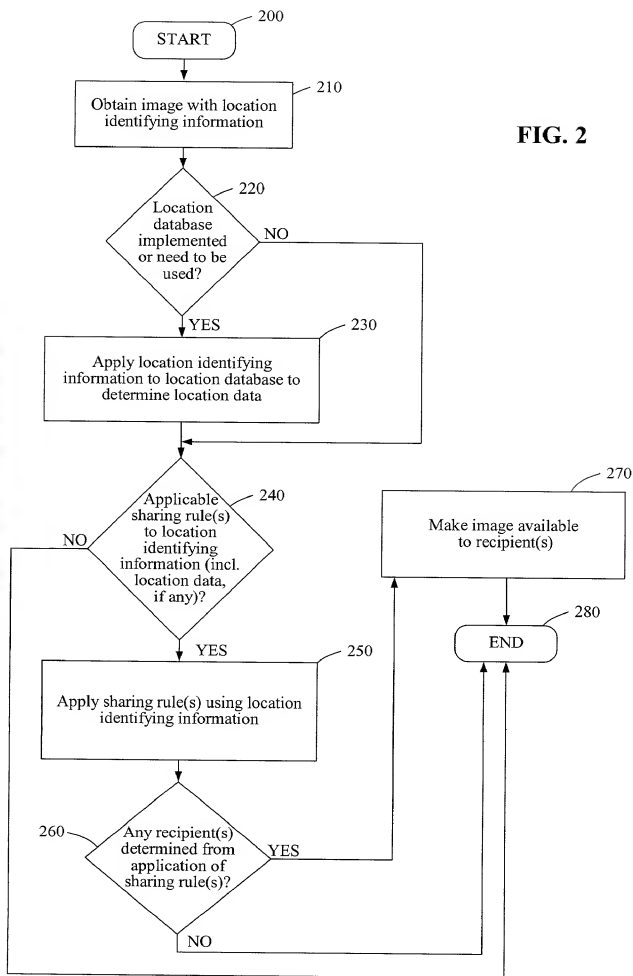 200
START
210
Obtain image with location
identifying information
FIG. 2
220
Location
database
implemented
or need to be
used?
NO
YES
230
Apply location identifying
information to location database to
determine location data
240
Applicable
sharing rule(s)
to location
identifying
information (incl.
location data,
if any)?
NO
YES
270
Make image available
to recipient(s)
280
END
250
Apply sharing rule(s) using location
identifying information
260
Any recipient(s)
determined from
application of
sharing rule(s)?
YES
NO